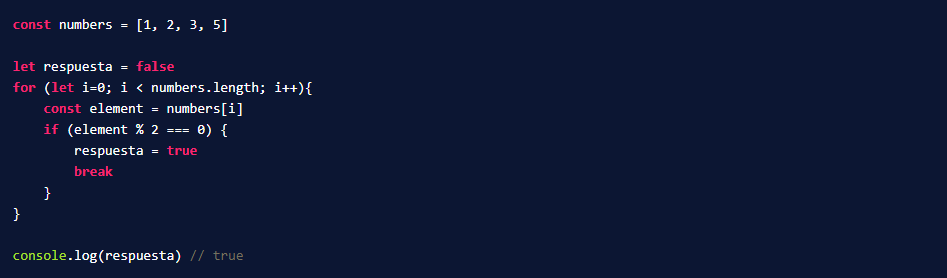 const numbers = [1, 2, 3, 5]

let respuesta = false
for (let i=0; i < numbers.length; i++){
    const element = numbers[i]
    if (element % 2 === 0) {
        respuesta = true
        break
    }
}

console.log(respuesta) // true